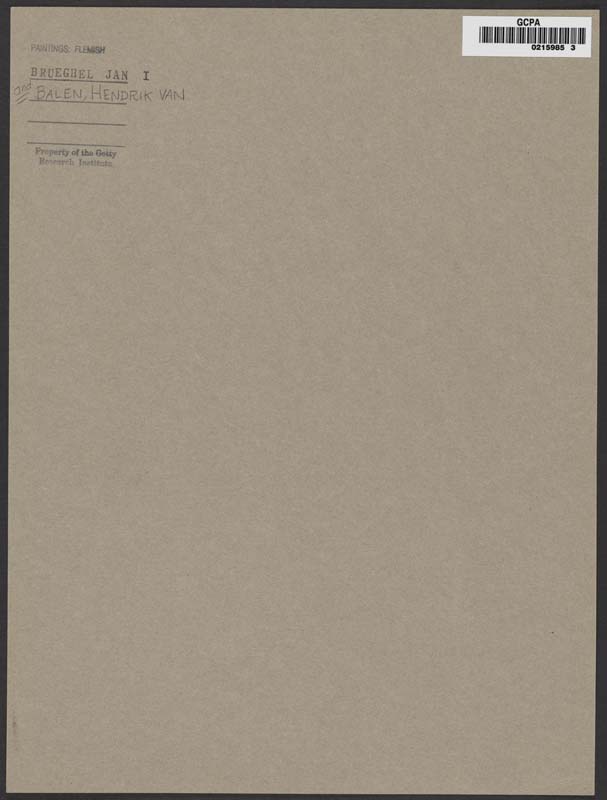 GCPA
0215985 3
PAINTINGS: FLEMISH
BRUEGHEL JAN I
and BALEN, HENDRIK VAN
Property of the Getty
Research Institute.